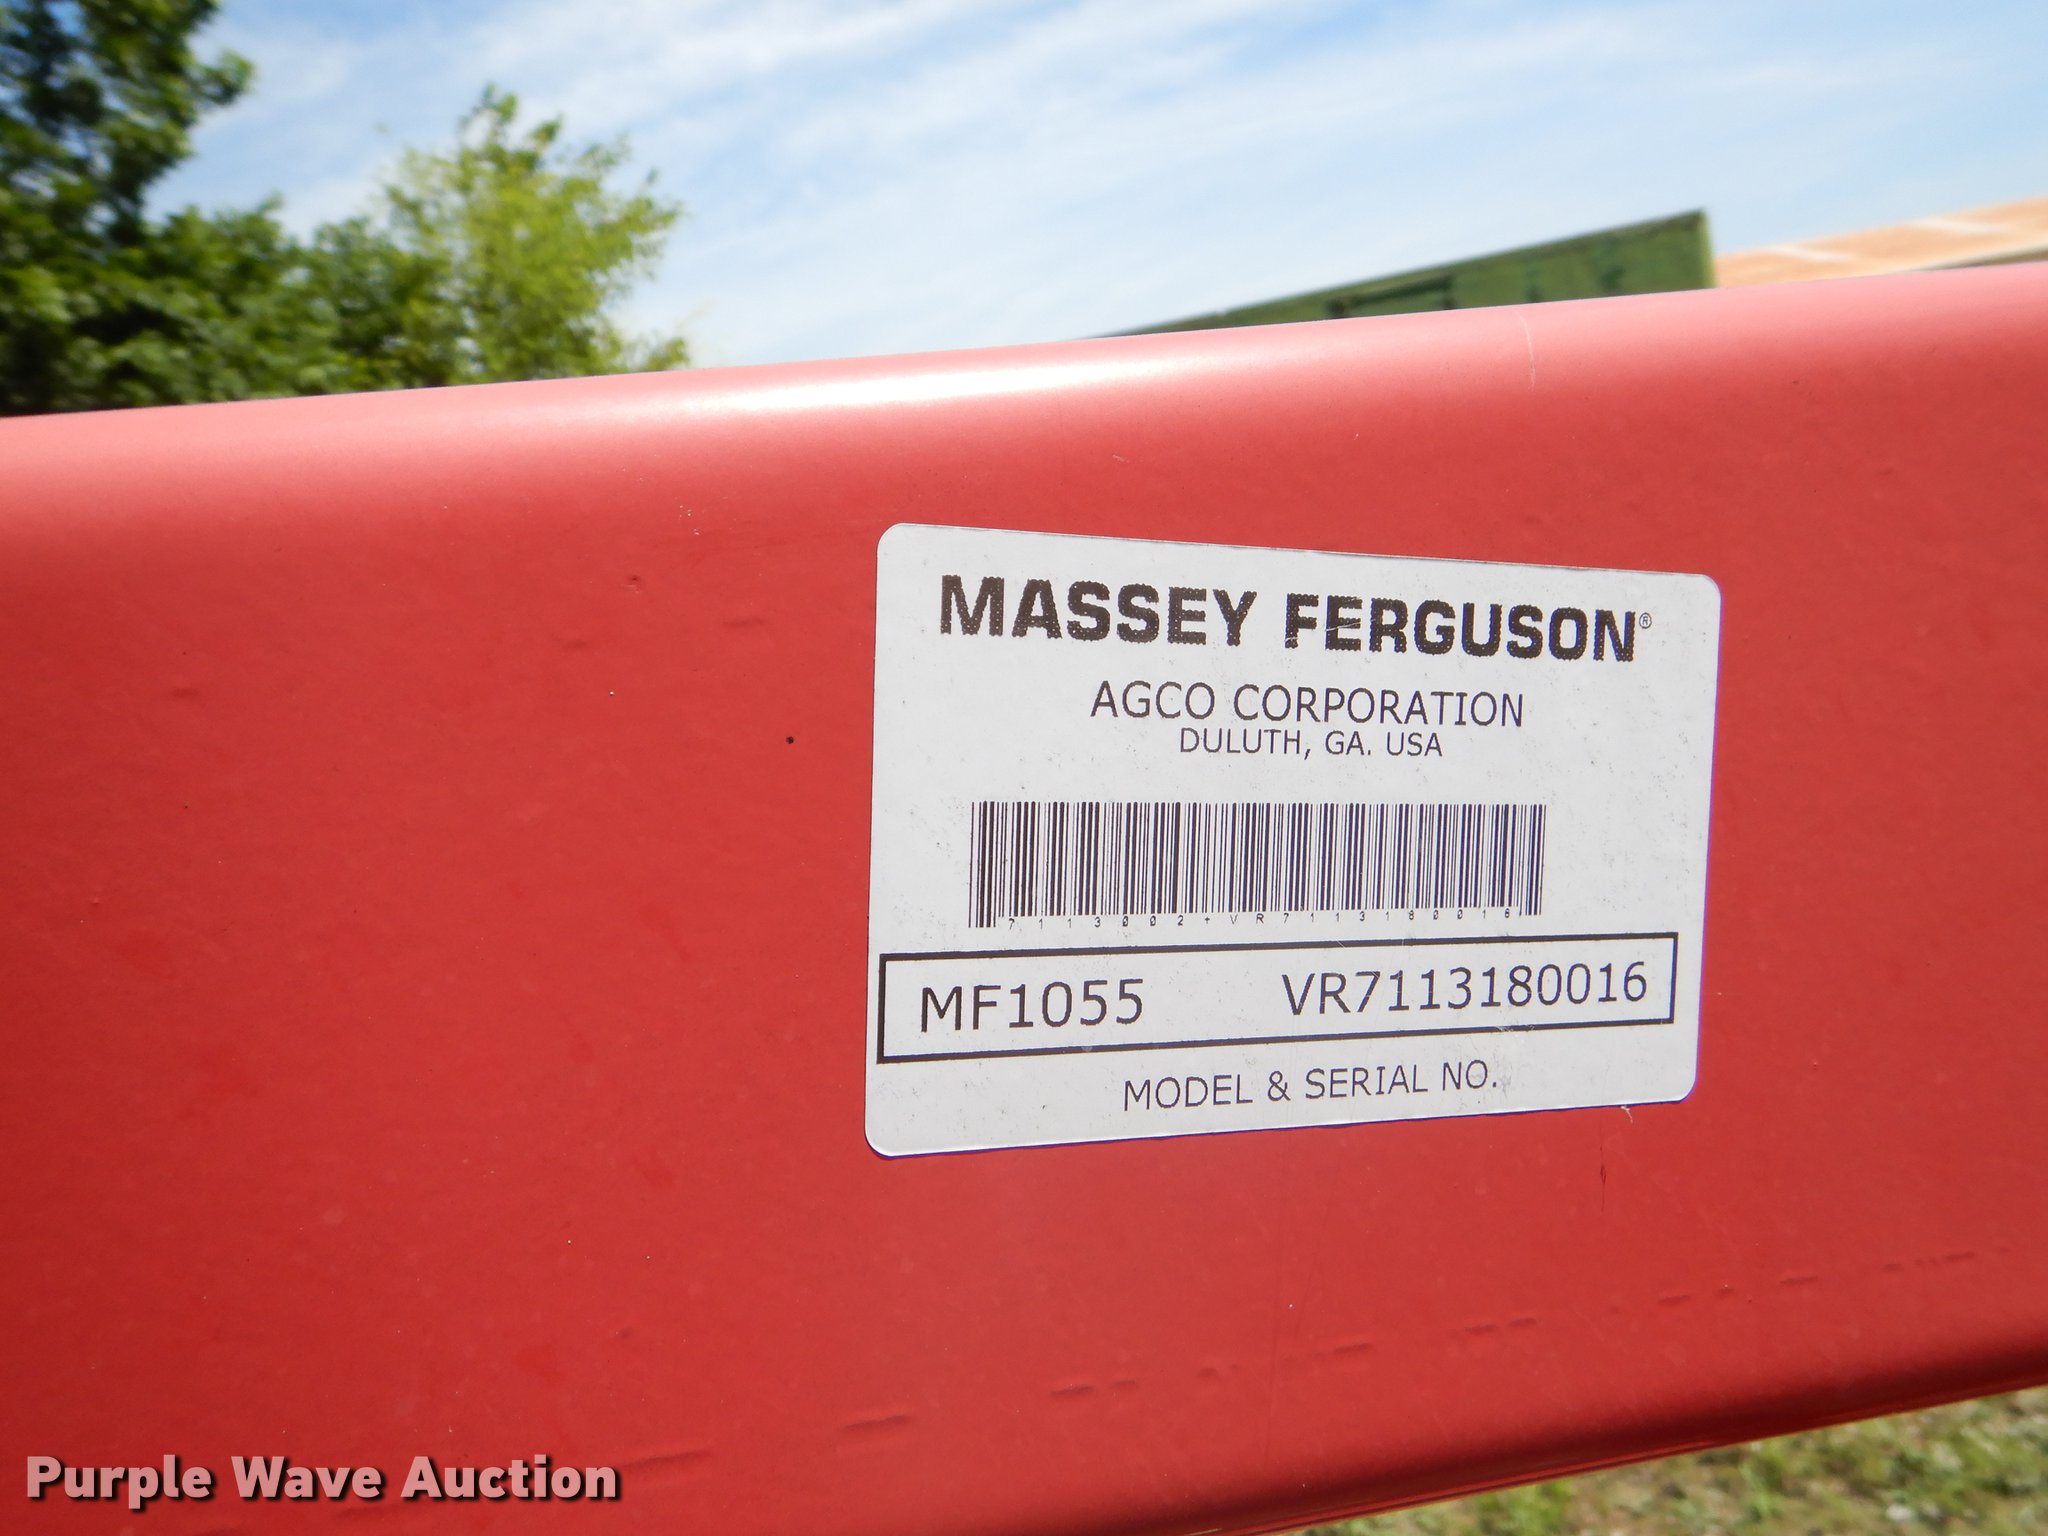 MASSEY FERGUSON®
AGCO CORPORATION
DULUTH, GA. USA
7113002+VR7113180016
MF1055 VR7113180016
MODEL & SERIAL NO.
Purple Wave Auction